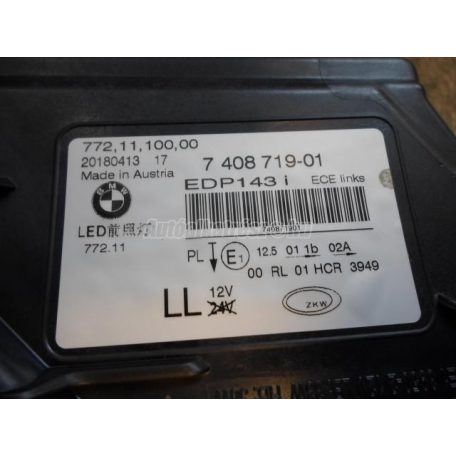 772,11,100,00
20180413 17
Made in Austria
7 408 719-01
EDP143 i ECE links
BMW
740871901
LED前照灯
772.11
PL E1 12.5 01 1b 02A
00 RL 01 HCR 3949
LL 12V
24V
ZKW